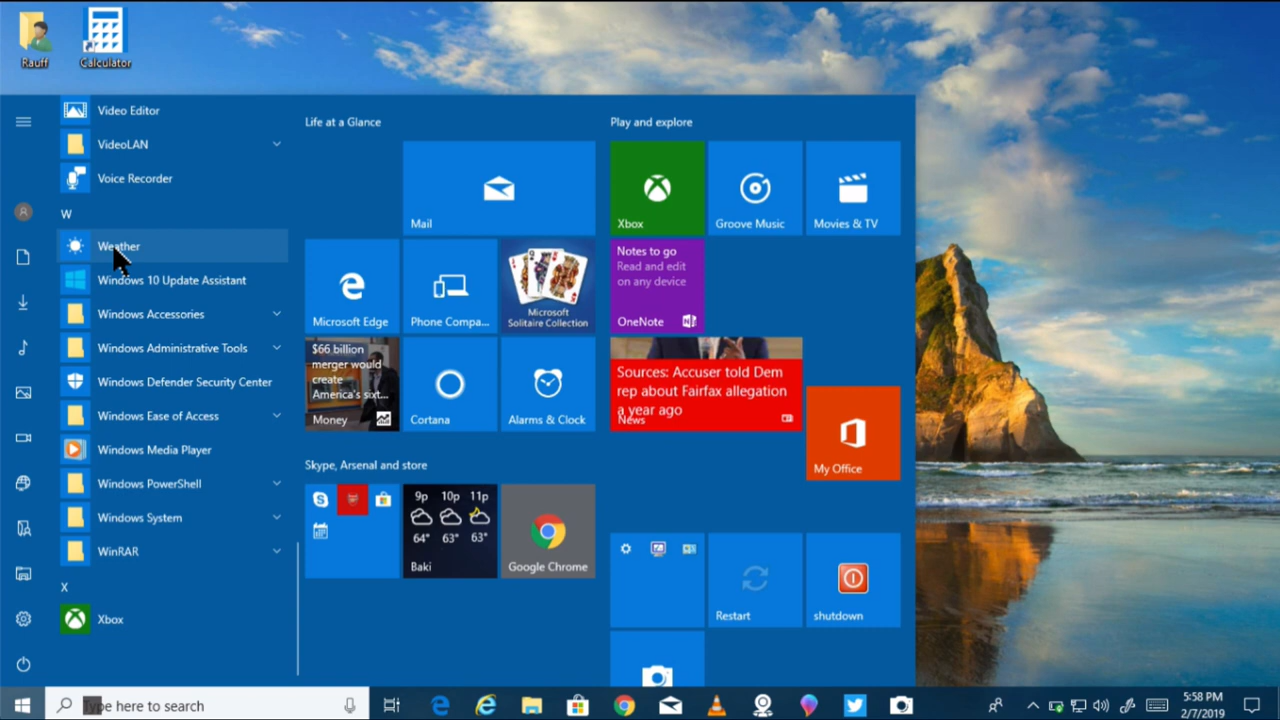 Rauff
Calculator
Video Editor
VideoLAN
Voice Recorder
W
Weather
Windows 10 Update Assistant
Windows Accessories
Windows Administrative Tools
Windows Defender Security Center
Windows Ease of Access
Windows Media Player
Windows PowerShell
Windows System
WinRAR
X
Xbox
Life at a Glance
Mail
Microsoft Edge
Phone Compa...
Microsoft
Solitaire Collection
$66 billion
merger would
create
America's sixt...
Money
Cortana
Alarms & Clock
Skype, Arsenal and store
9p 10p 11p
64° 63° 63°
Baki
Google Chrome
Play and explore
Xbox
Groove Music
Movies & TV
Notes to go
Read and edit
on any device
OneNote
Sources: Accuser told Dem
rep about Fairfax allegation
a year ago
News
My Office
Restart
shutdown
Type here to search
5:58 PM
2/7/2019